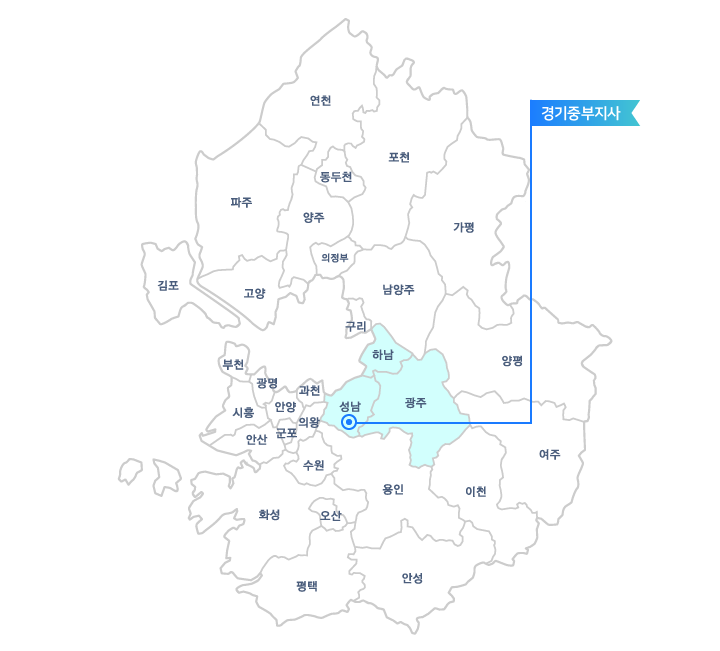 연천
경기중부지사
포천
동두천
파주
양주
가평
의정부
김포
고양
남양주
구리
하남
부천
양평
광명
과천
성남
광주
시흥
안양
의왕
안산
군포
여주
수원
용인
이천
화성
오산
평택
안성